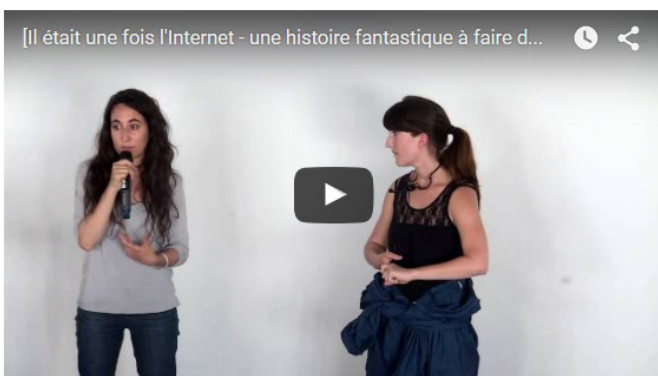 [Il était une fois l'Internet - une histoire fantastique à faire d...